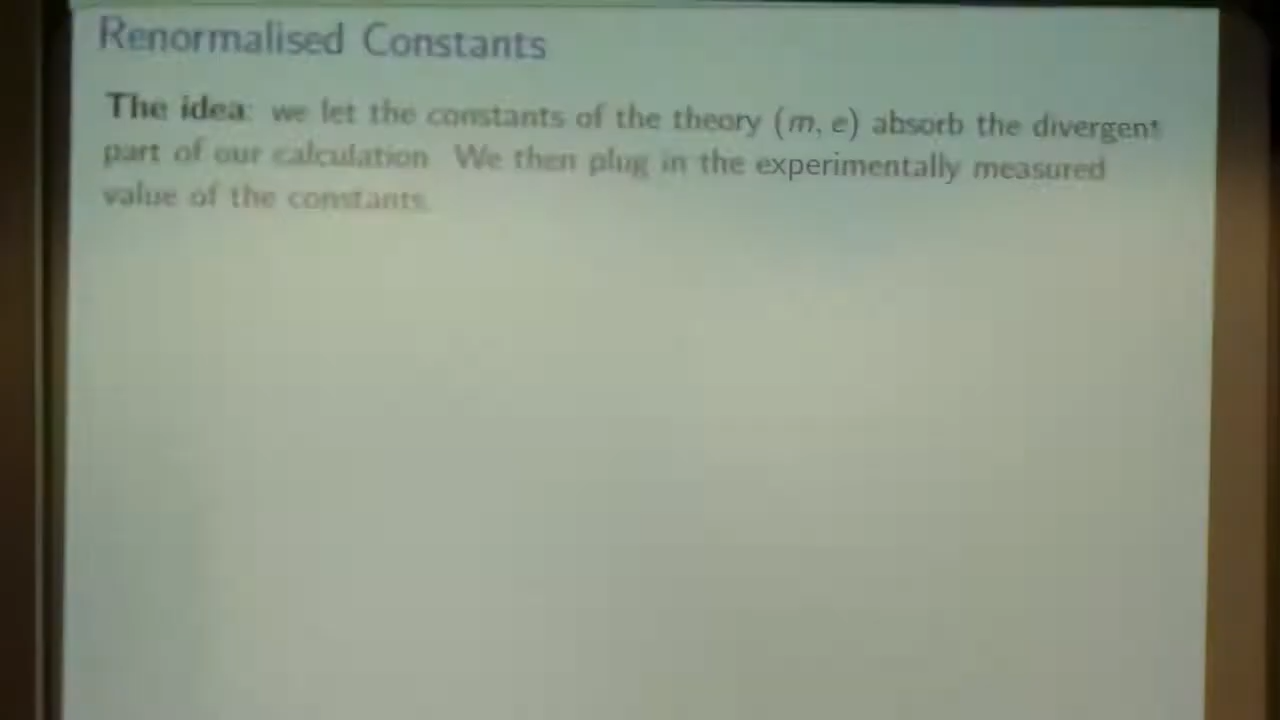 Renormalised Constants
The idea: we let the constants of the theory (m, e) absorb the divergent
part of our calculation. We then plug in the experimentally measured
value of the constants.